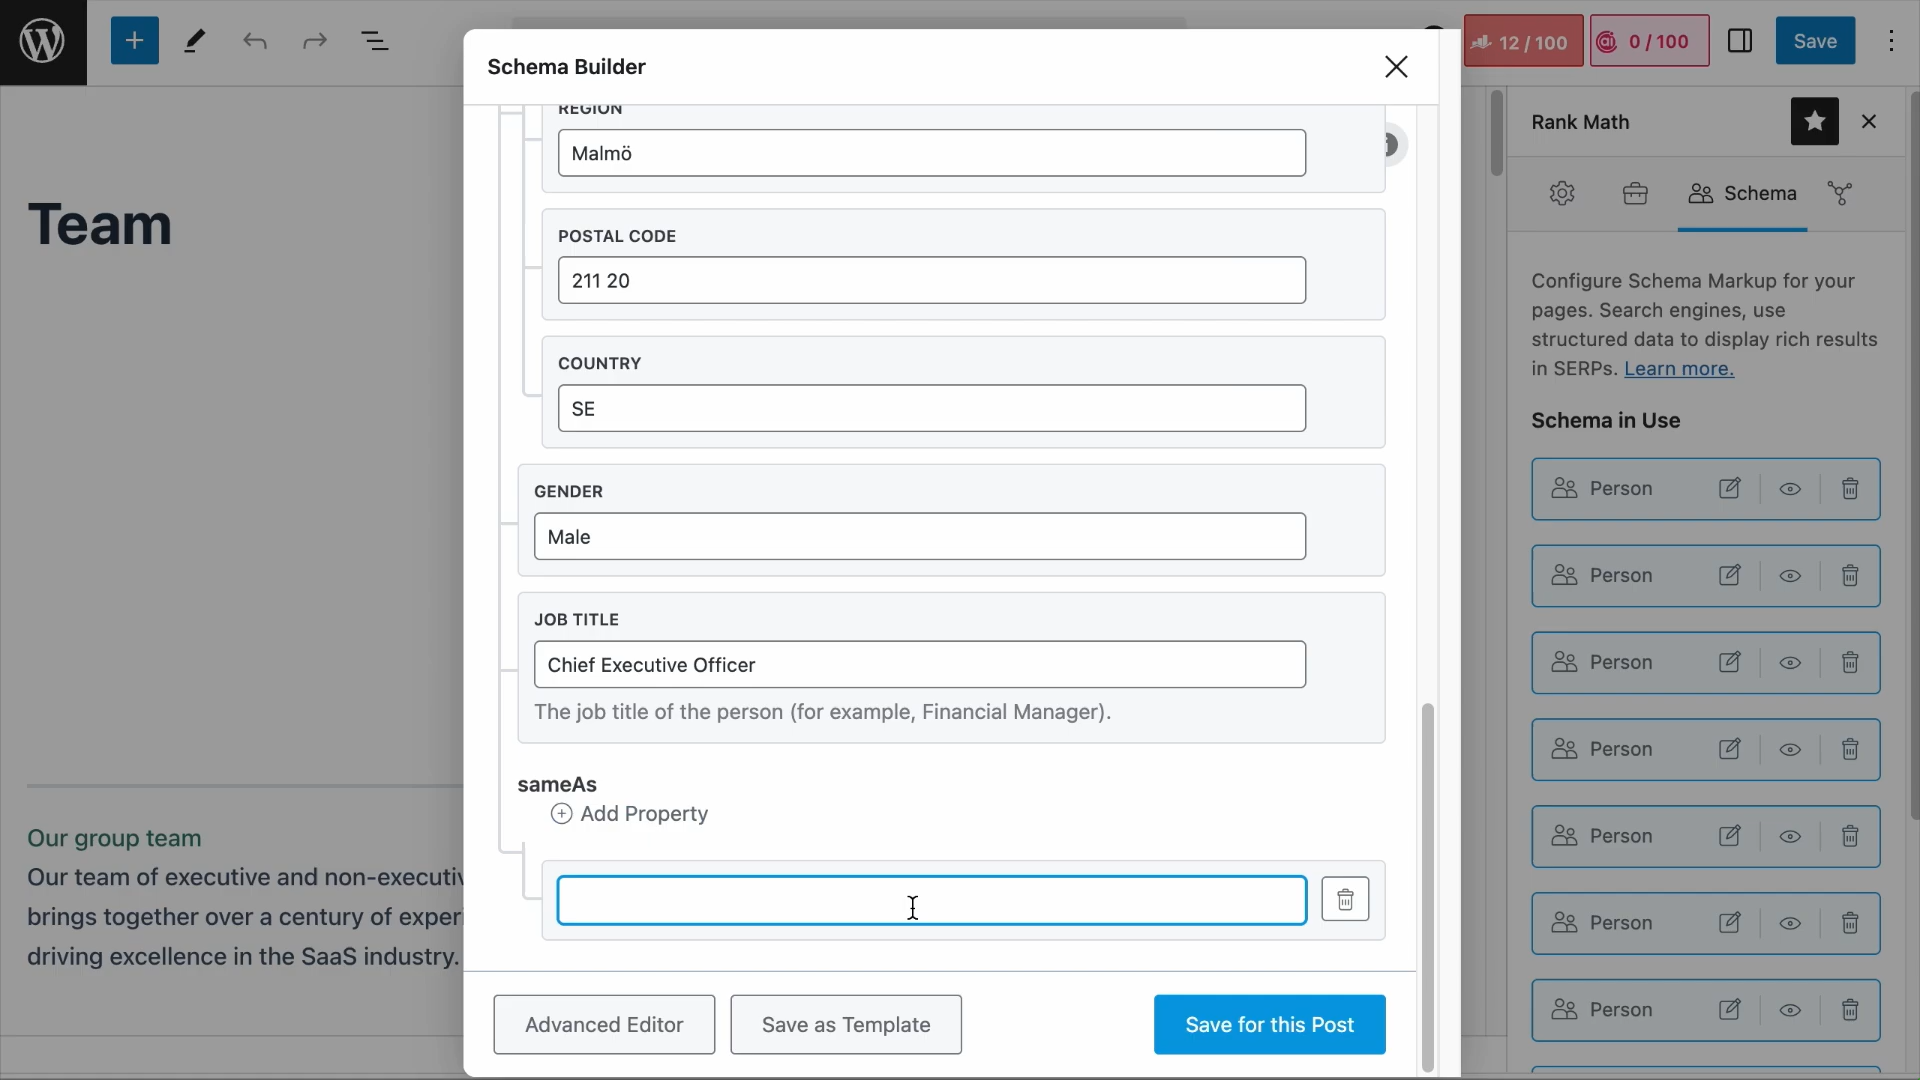 12 / 100
0 / 100
Save
Schema Builder
Rank Math
REGION
Malmö
Schema
Team
POSTAL CODE
211 20
Configure Schema Markup for your
pages. Search engines, use
structured data to display rich results
in SERPs. Learn more.
COUNTRY
SE
Schema in Use
GENDER
Male
Person
Person
JOB TITLE
Chief Executive Officer
The job title of the person (for example, Financial Manager).
Person
Person
sameAs
Add Property
Person
Our group team
Our team of executive and non-executiv
brings together over a century of experi
driving excellence in the SaaS industry.
Person
Advanced Editor
Save as Template
Save for this Post
Person